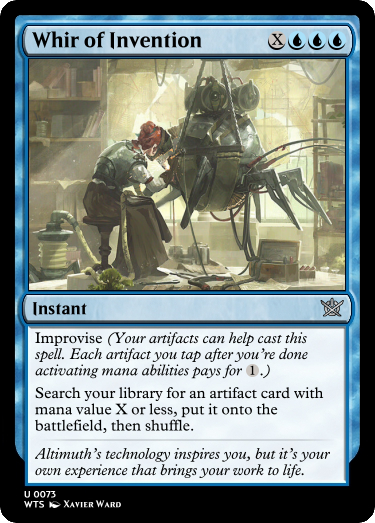 Whir of Invention X
Instant
Improvise (Your artifacts can help cast this
spell. Each artifact you tap after you're done
activating mana abilities pays for 1.)
Search your library for an artifact card with
mana value X or less, put it onto the
battlefield, then shuffle.
Altimuth's technology inspires you, but it's your
own experience that brings your work to life.
U 0073
WTS Xavier Ward